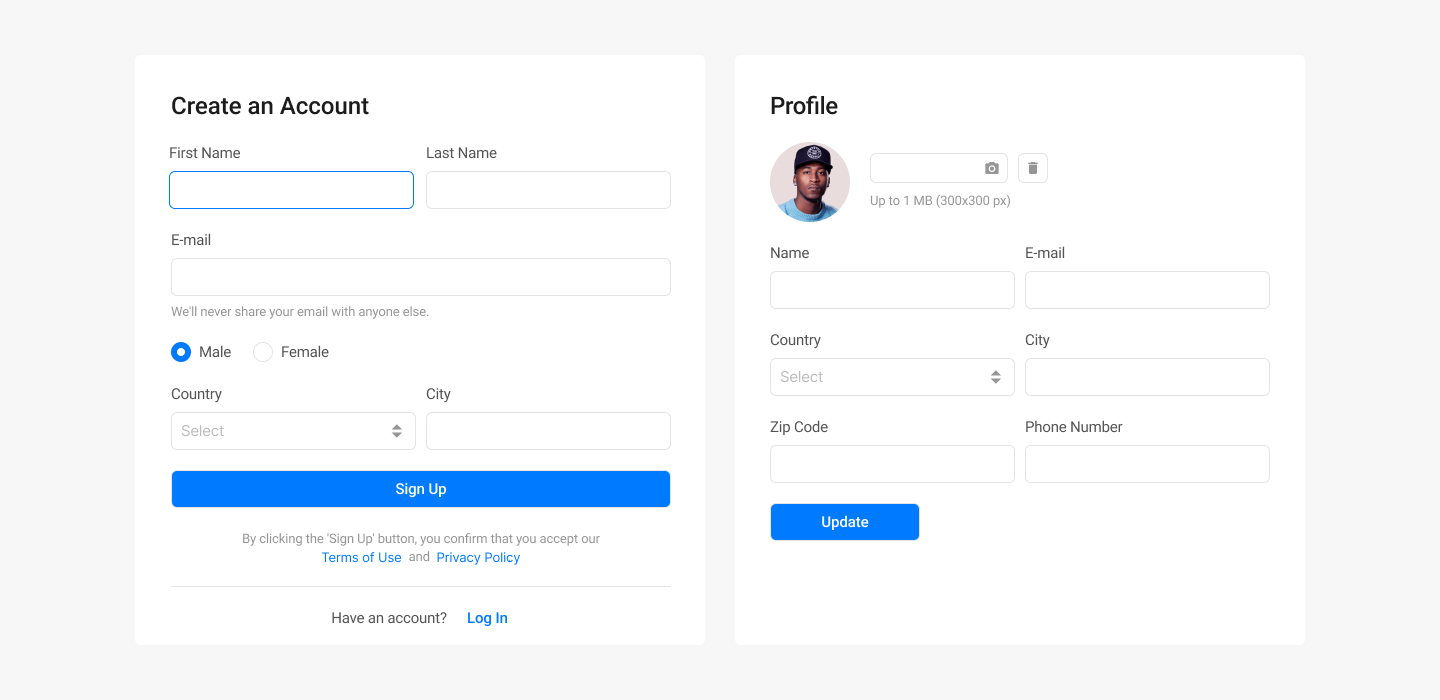 Create an Account
First Name
Last Name
E-mail
We'll never share your email with anyone else.
Male
Female
Country
City
Select
Sign Up
By clicking the 'Sign Up' button, you confirm that you accept our
Terms of Use and Privacy Policy
Have an account? Log In
Profile
Up to 1 MB (300x300 px)
Name
E-mail
Country
City
Select
Zip Code
Phone Number
Update